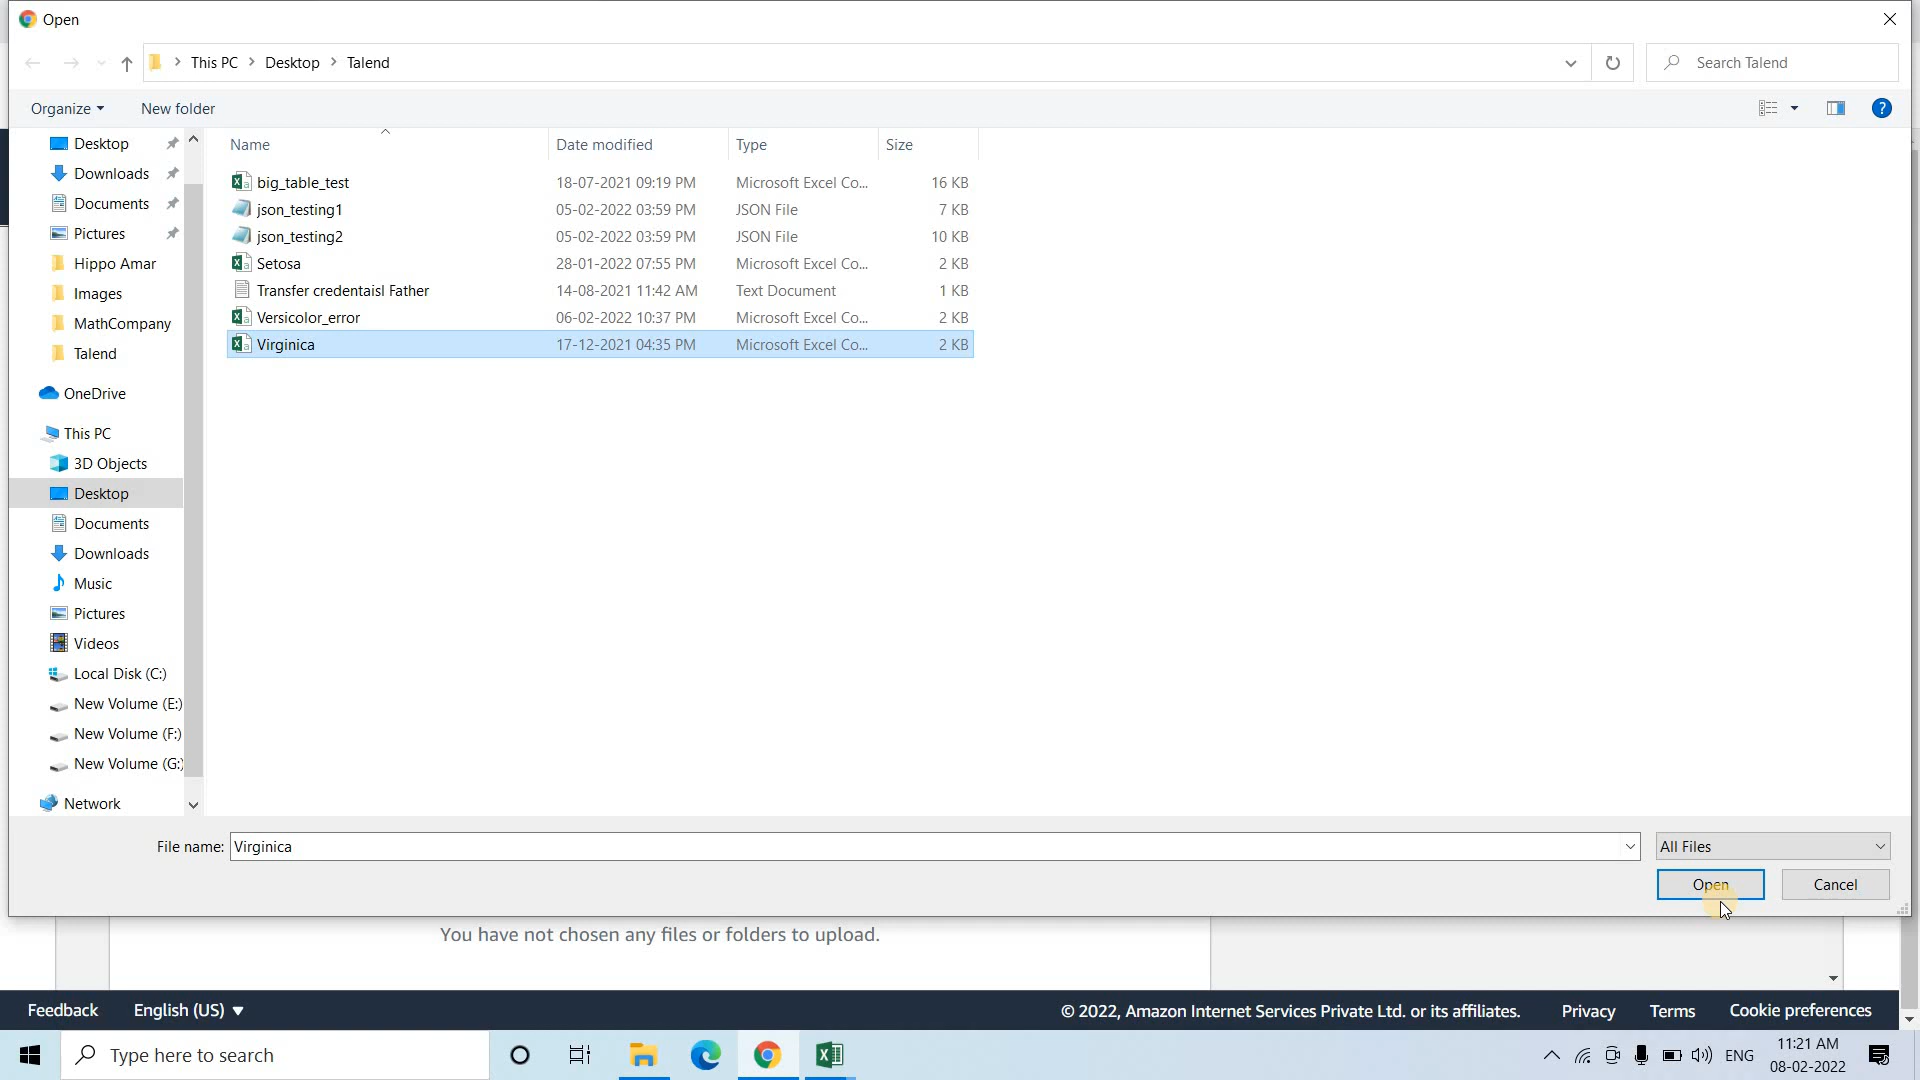 Open
This PC > Desktop > Talend
Search Talend
Organize
New folder
?
Name Date modified Type Size
big_table_test 18-07-2021 09:19 PM Microsoft Excel Co... 16 KB
json_testing1 05-02-2022 03:59 PM JSON File 7 KB
json_testing2 05-02-2022 03:59 PM JSON File 10 KB
Setosa 28-01-2022 07:55 PM Microsoft Excel Co... 2 KB
Transfer credentaisl Father 14-08-2021 11:42 AM Text Document 1 KB
Versicolor_error 06-02-2022 10:37 PM Microsoft Excel Co... 2 KB
Virginica 17-12-2021 04:35 PM Microsoft Excel Co... 2 KB
Desktop
Downloads
Documents
Pictures
Hippo Amar
Images
MathCompany
Talend
OneDrive
This PC
3D Objects
Desktop
Documents
Downloads
Music
Pictures
Videos
Local Disk (C:)
New Volume (E:)
New Volume (F:)
New Volume (G:)
Network
File name: Virginica
All Files
Open
Cancel
You have not chosen any files or folders to upload.
Feedback English (US)
© 2022, Amazon Internet Services Private Ltd. or its affiliates. Privacy Terms Cookie preferences
Type here to search
ENG
11:21 AM
08-02-2022